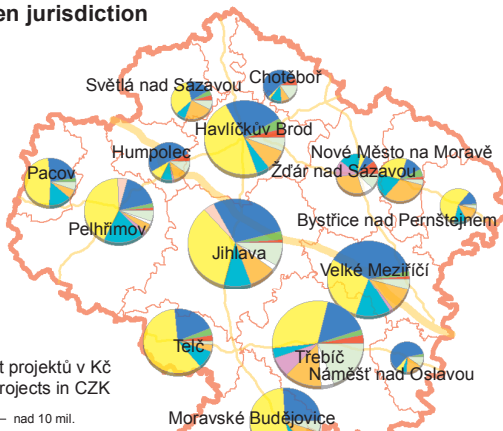 en jurisdiction
Chotěboř
Světlá nad Sázavou
Havlíčkův Brod
Humpolec
Nové Město na Moravě
Žďár nad Sázavou
Pacov
Pelhřimov
Bystřice nad Pernštejnem
Jihlava
Velké Meziříčí
Telč
Třebíč
t projektů v Kč
Náměšť nad Oslavou
rojects in CZK
nad 10 mil.
Moravské Budějovice